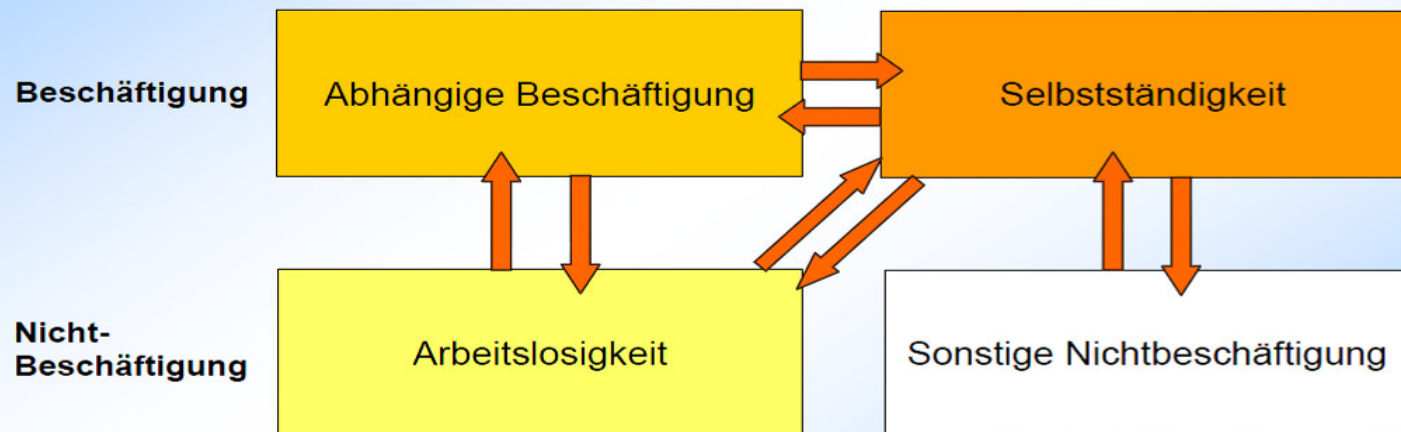 Beschäftigung
Abhängige Beschäftigung
Selbstständigkeit
Nicht-
Beschäftigung
Arbeitslosigkeit
Sonstige Nichtbeschäftigung